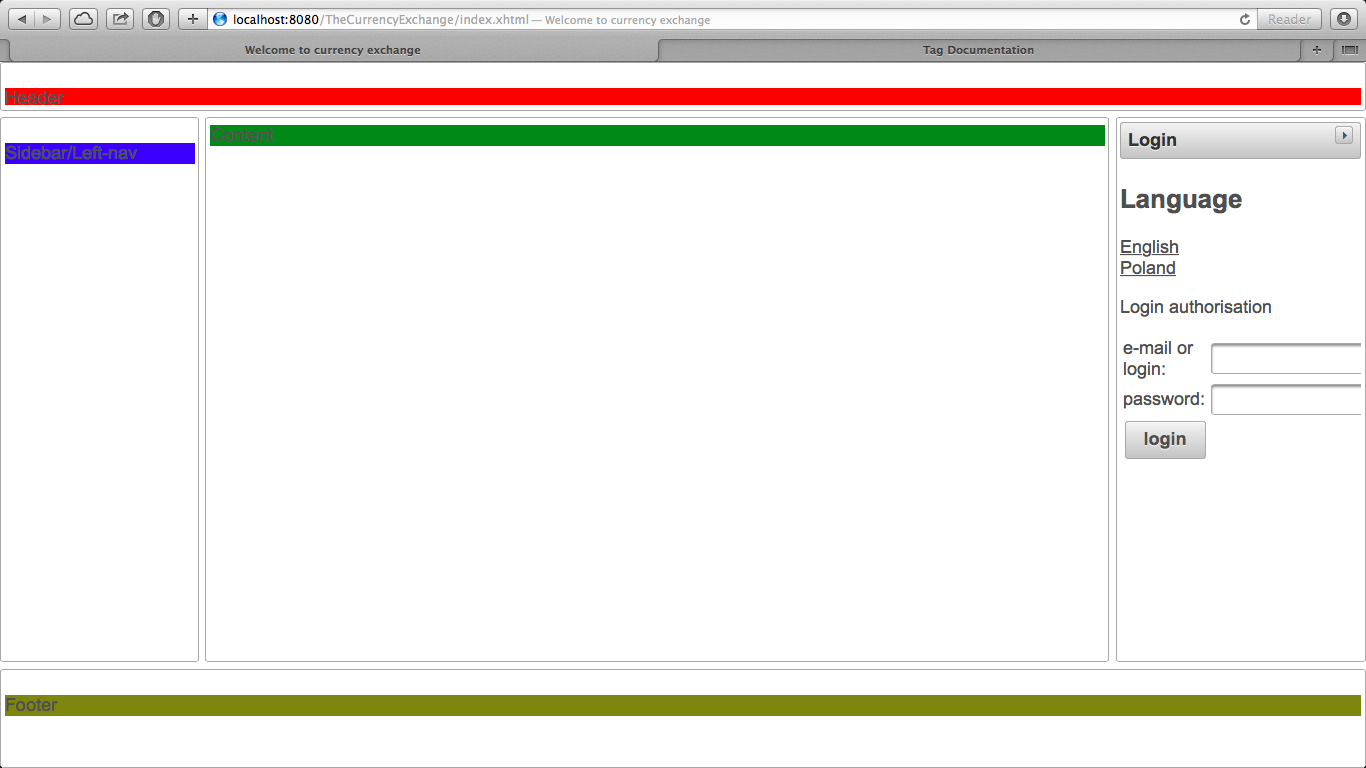 localhost:8080/TheCurrencyExchange/index.xhtml — Welcome to currency exchange
Reader
Welcome to currency exchange
Tag Documentation
Header
Sidebar/Left-nav
Content
Login
Language
English
Poland
Login authorisation
e-mail or
login:
password:
login
Footer